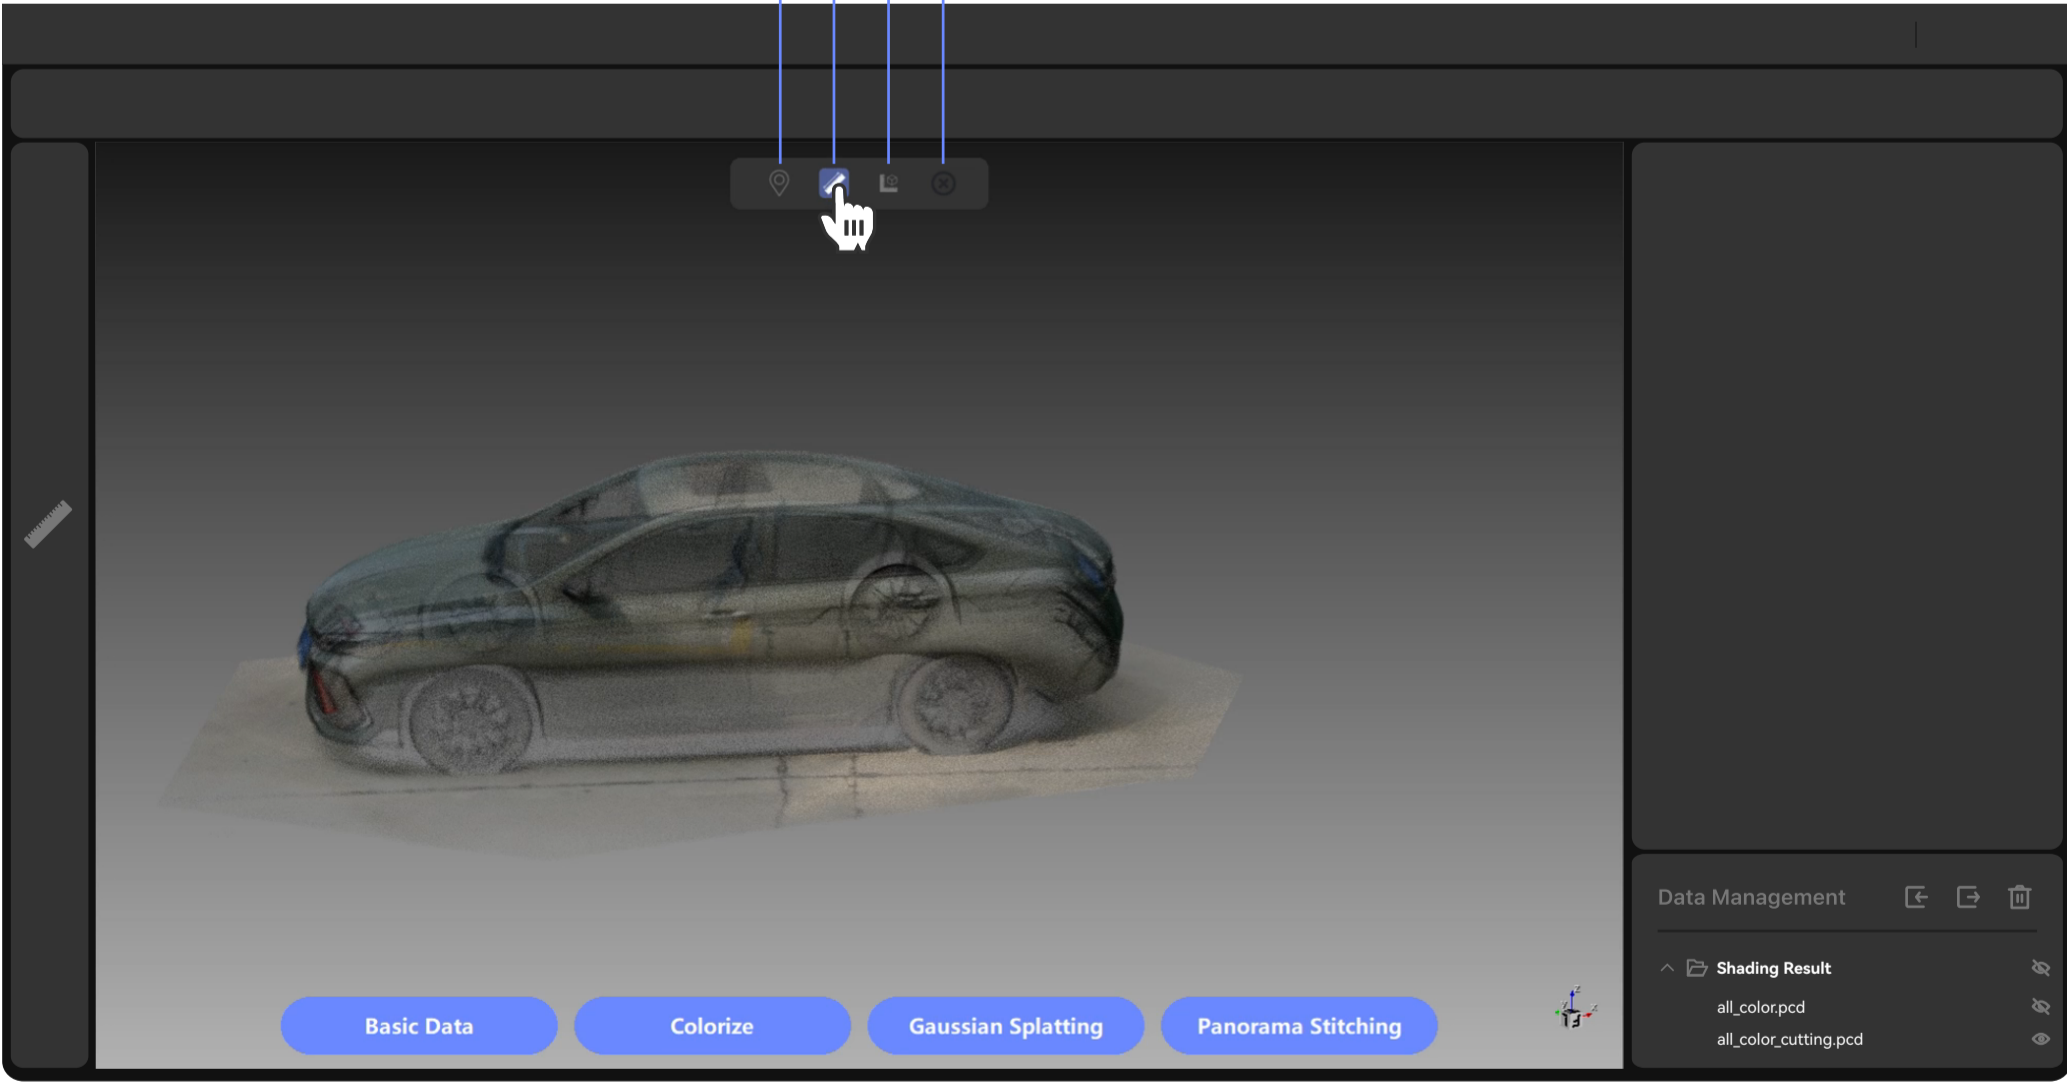 Data Management
Shading Result
all_color.pcd
all_color_cutting.pcd
Basic Data
Colorize
Gaussian Splatting
Panorama Stitching